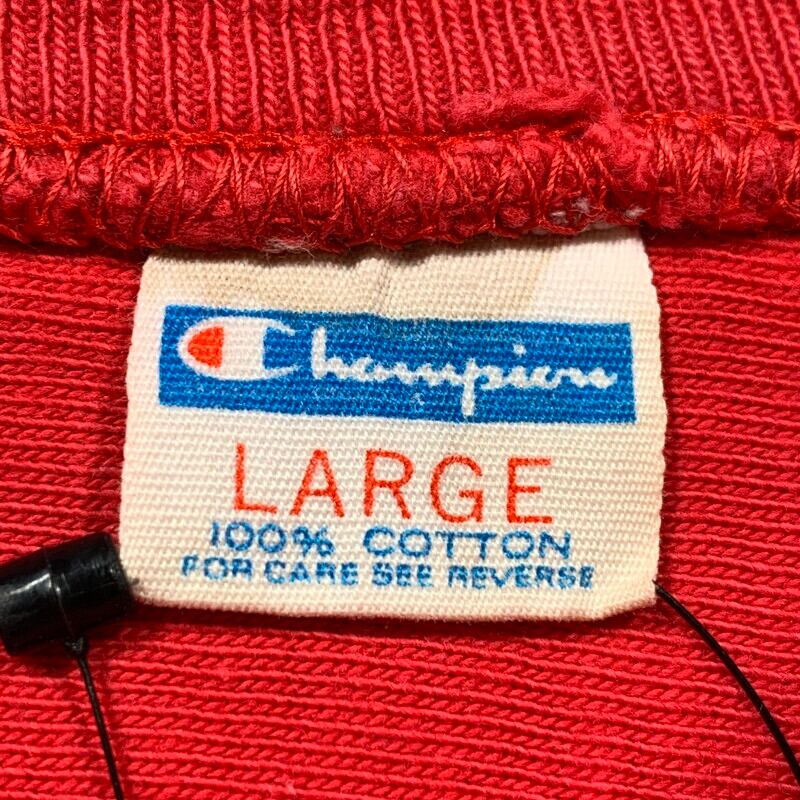 Champion
LARGE
100% COTTON
FOR CARE SEE REVERSE